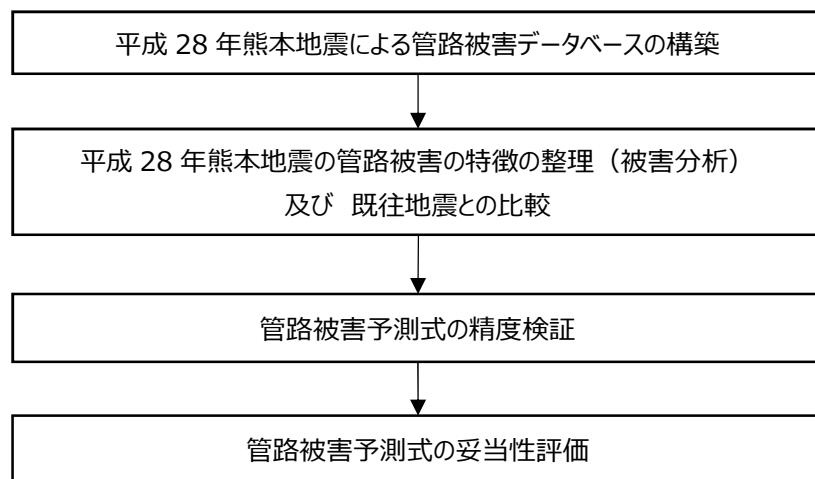 平成 28 年熊本地震による管路被害データベースの構築
平成 28 年熊本地震の管路被害の特徴の整理（被害分析）
及び 既往地震との比較
管路被害予測式の精度検証
管路被害予測式の妥当性評価